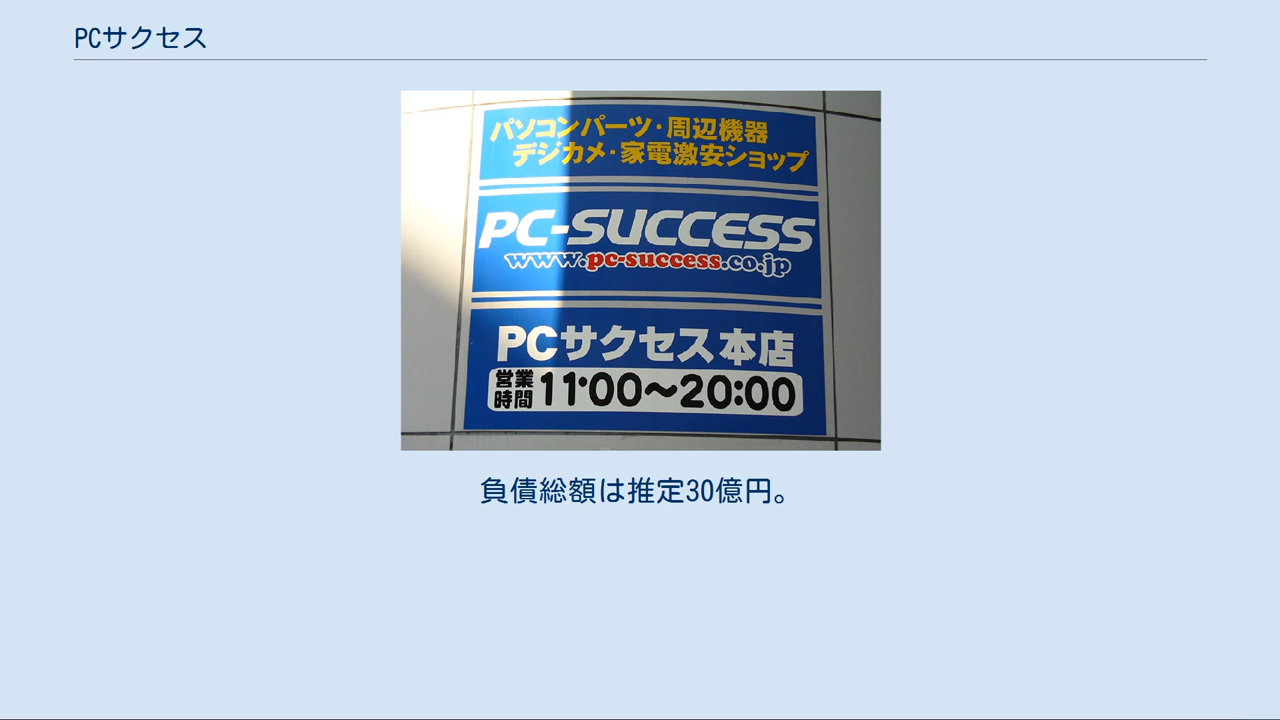 PCサクセス
パソコンパーツ・周辺機器
デジカメ・家電激安ショップ
PC-SUCCESS
www.pc-success.co.jp
PCサクセス本店
営業時間 11:00～20:00
負債総額は推定30億円。